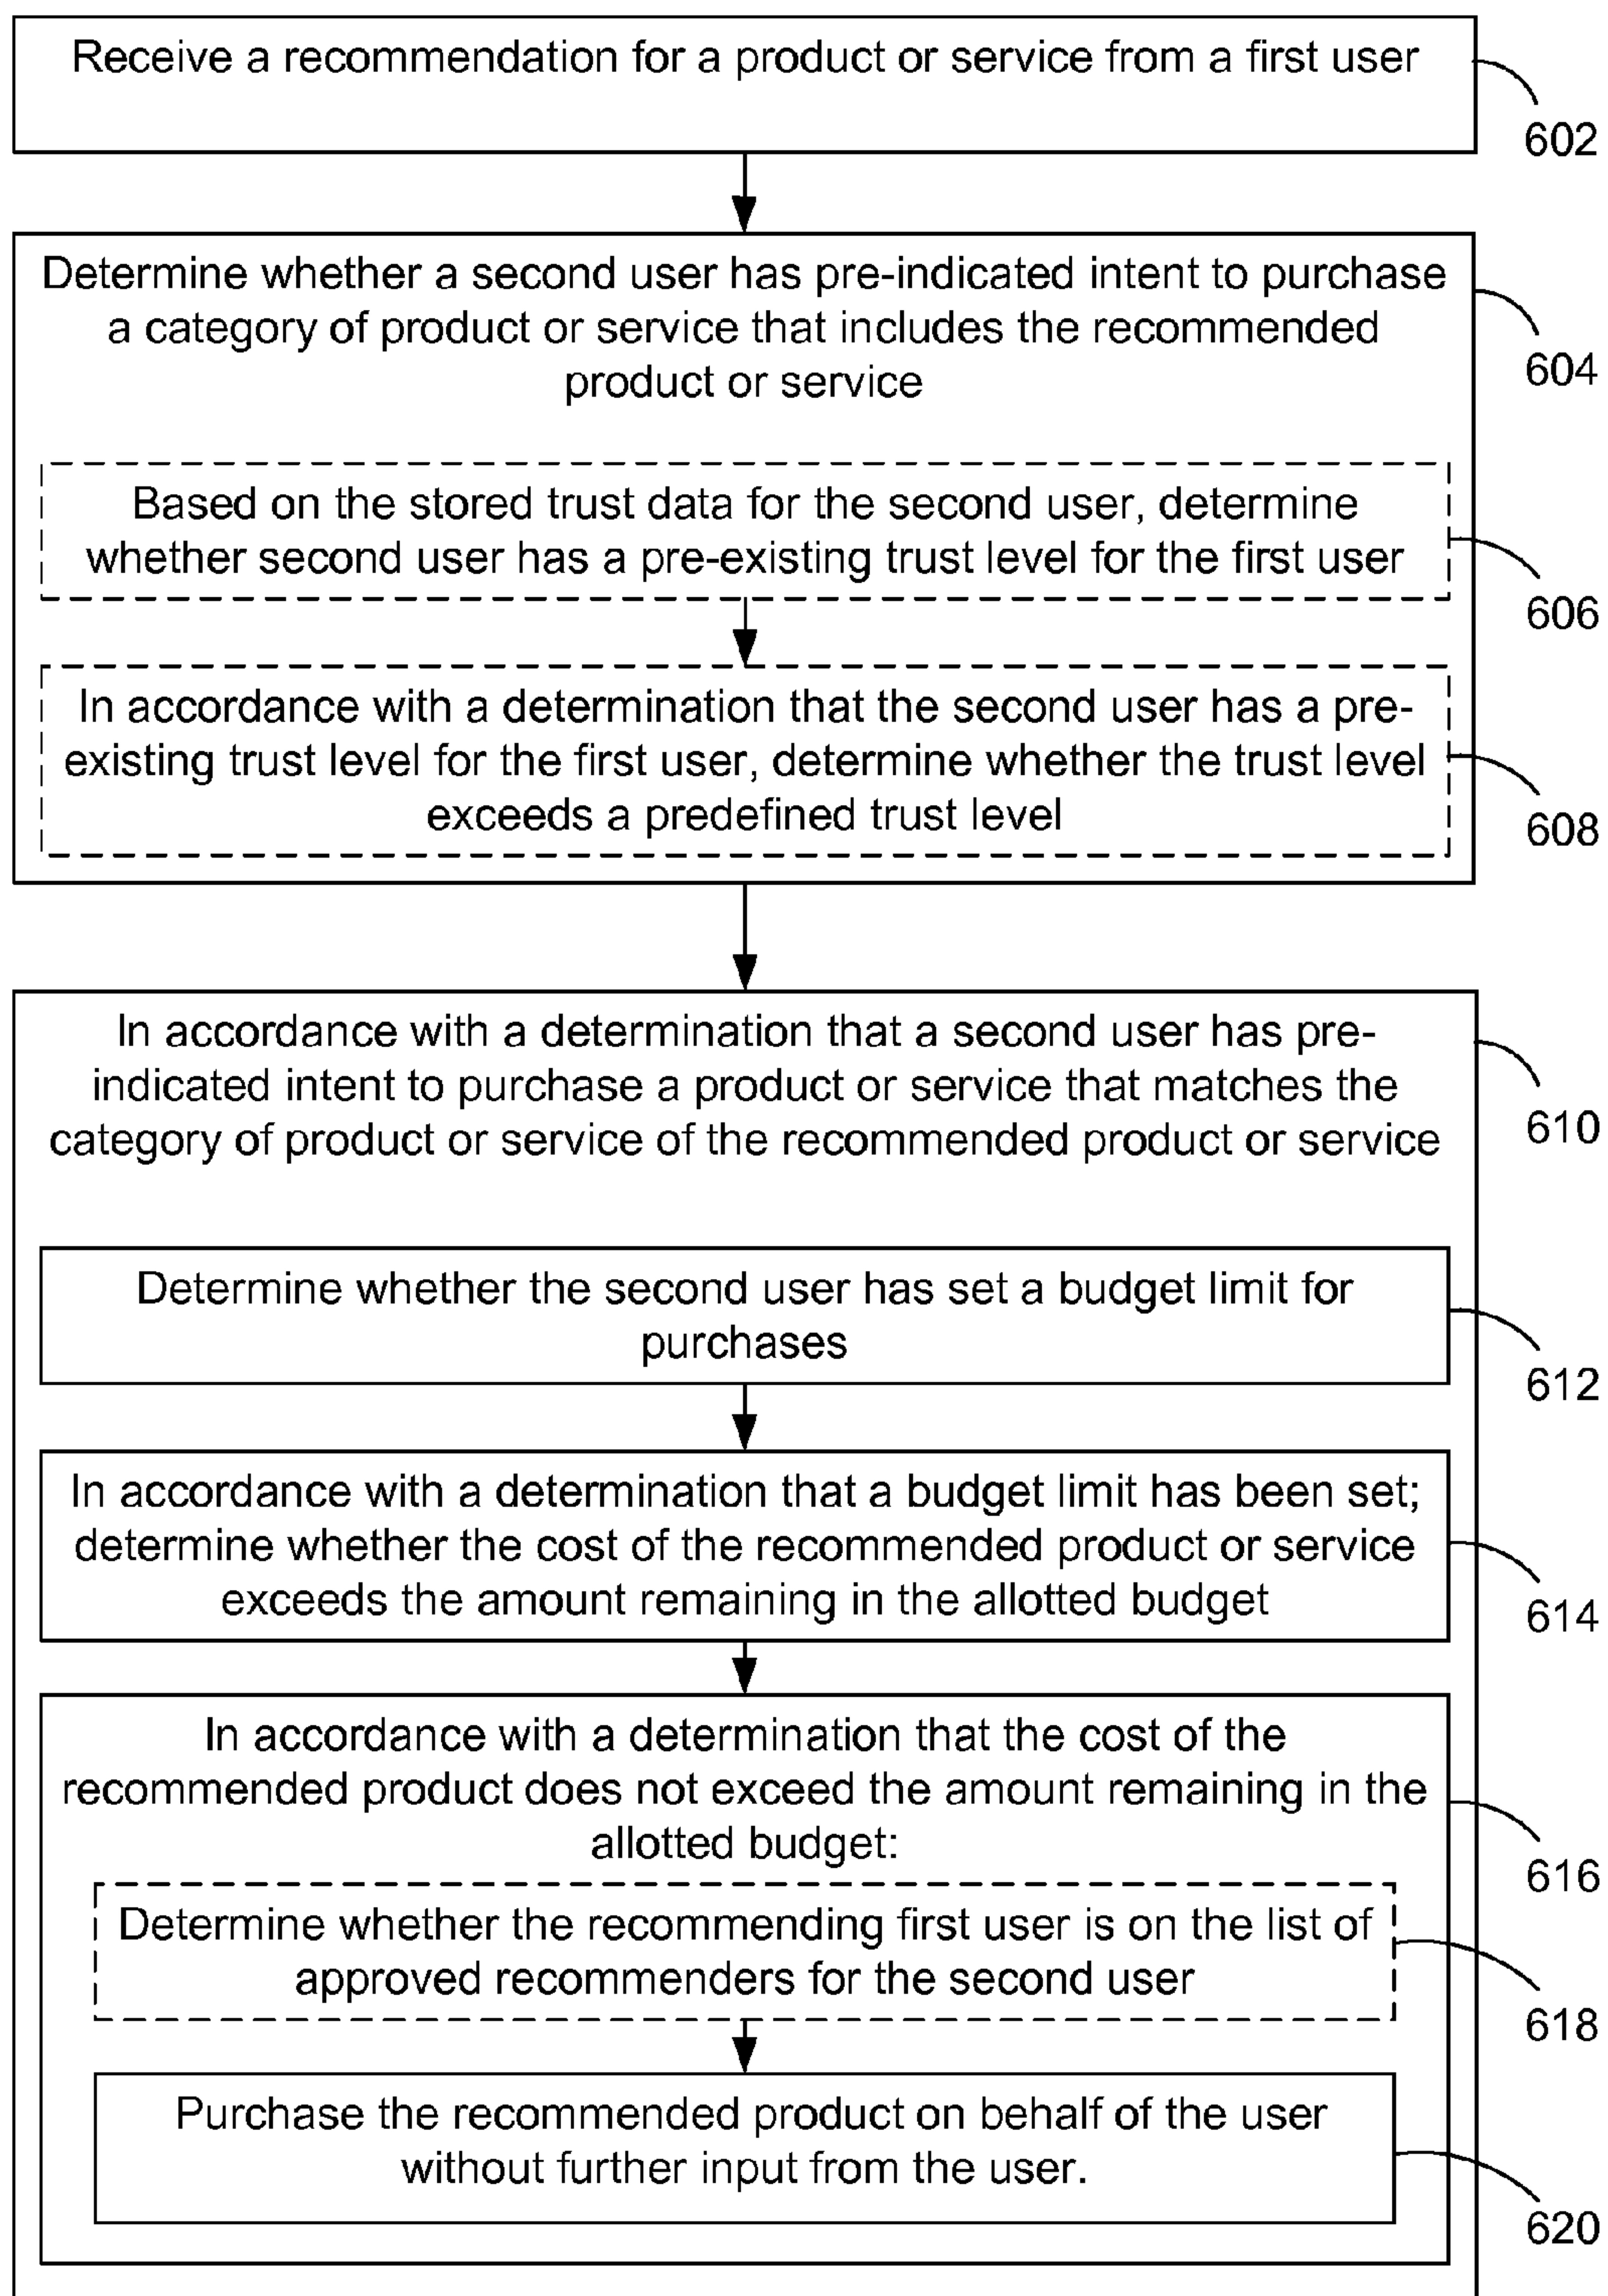 Receive a recommendation for a product or service from a first user
602
Determine whether a second user has pre-indicated intent to purchase
a category of product or service that includes the recommended
product or service
604
Based on the stored trust data for the second user, determine
whether second user has a pre-existing trust level for the first user
606
In accordance with a determination that the second user has a pre-
existing trust level for the first user, determine whether the trust level
exceeds a predefined trust level
608
In accordance with a determination that a second user has pre-
indicated intent to purchase a product or service that matches the
category of product or service of the recommended product or service
610
Determine whether the second user has set a budget limit for
purchases
612
In accordance with a determination that a budget limit has been set;
determine whether the cost of the recommended product or service
exceeds the amount remaining in the allotted budget
614
In accordance with a determination that the cost of the
recommended product does not exceed the amount remaining in the
allotted budget:
616
Determine whether the recommending first user is on the list of
approved recommenders for the second user
618
Purchase the recommended product on behalf of the user
without further input from the user.
620